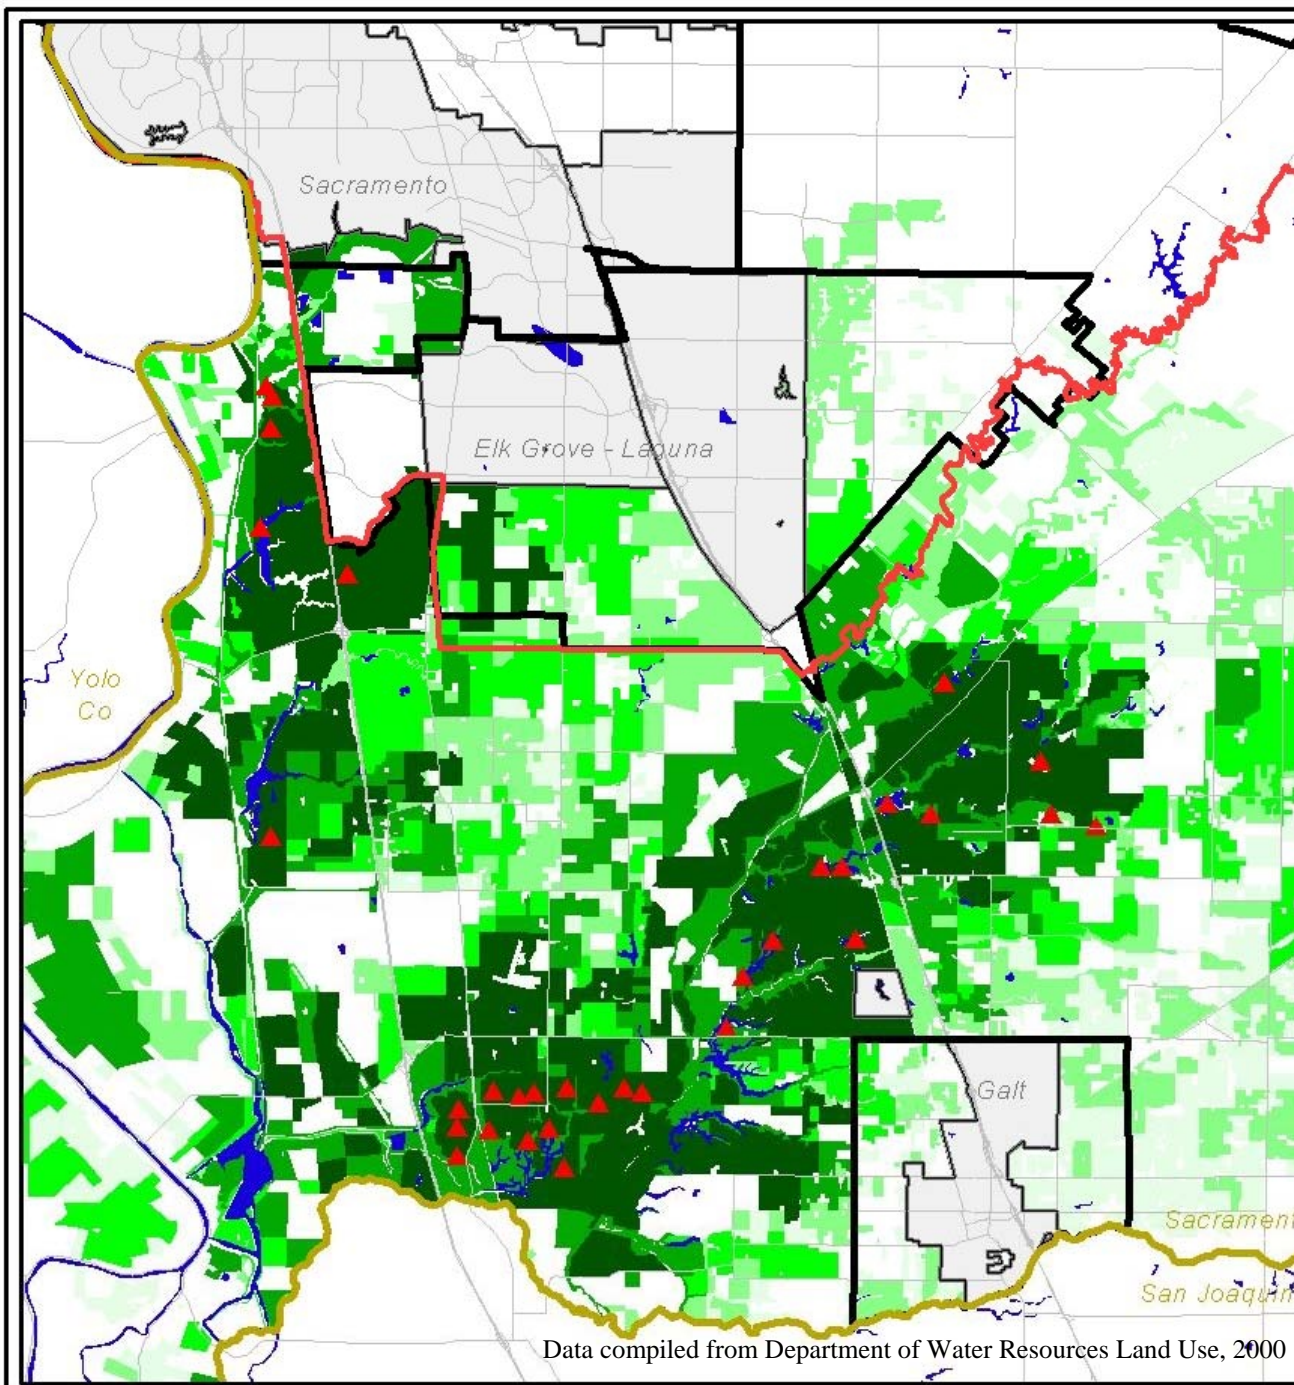 Sacramento
Elk Grove - Laguna
Yolo
Co
Galt
Sacrament
San Joaquin
Data compiled from Department of Water Resources Land Use, 2000